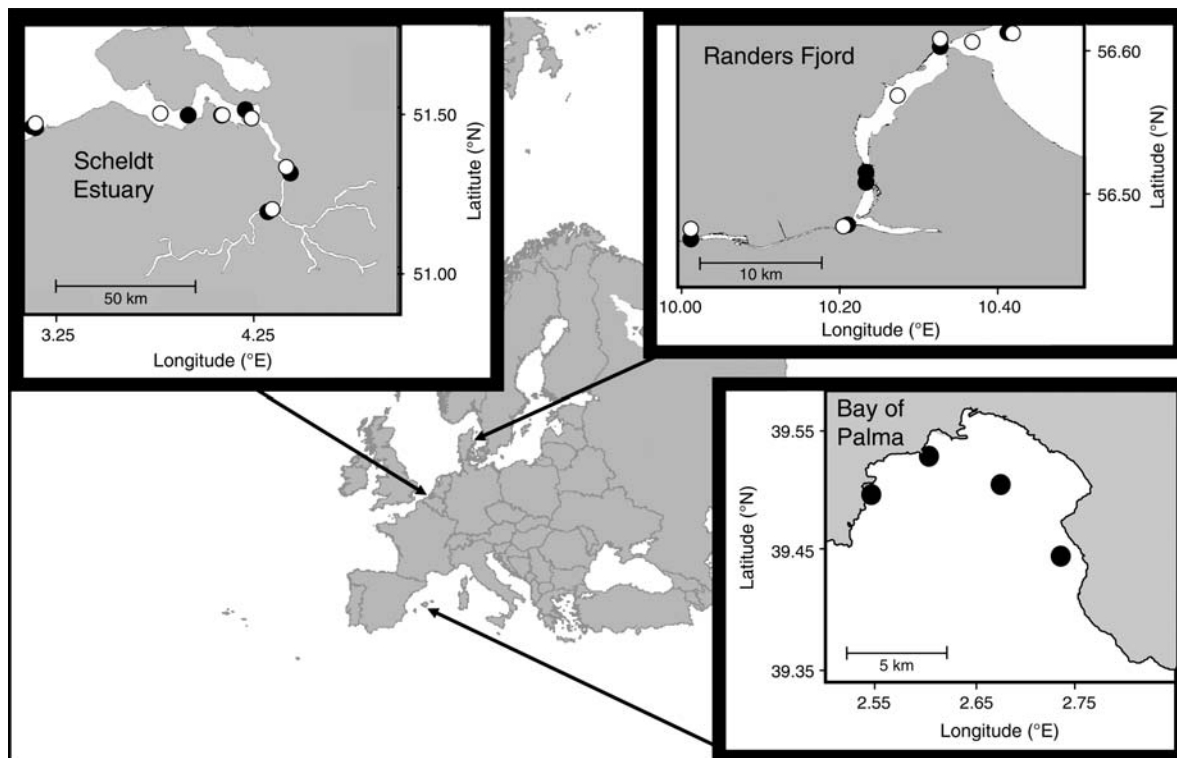 Scheldt
Estuary
50 km
3.25
4.25
Longitude (°E)
51.50
51.00
Latitute (°N)
Randers Fjord
10 km
10.00
10.20
10.40
Longitude (°E)
56.60
56.50
Latitude (°N)
Bay of
Palma
39.55
39.45
39.35
Latitude (°N)
5 km
2.55
2.65
2.75
Longitude (°E)